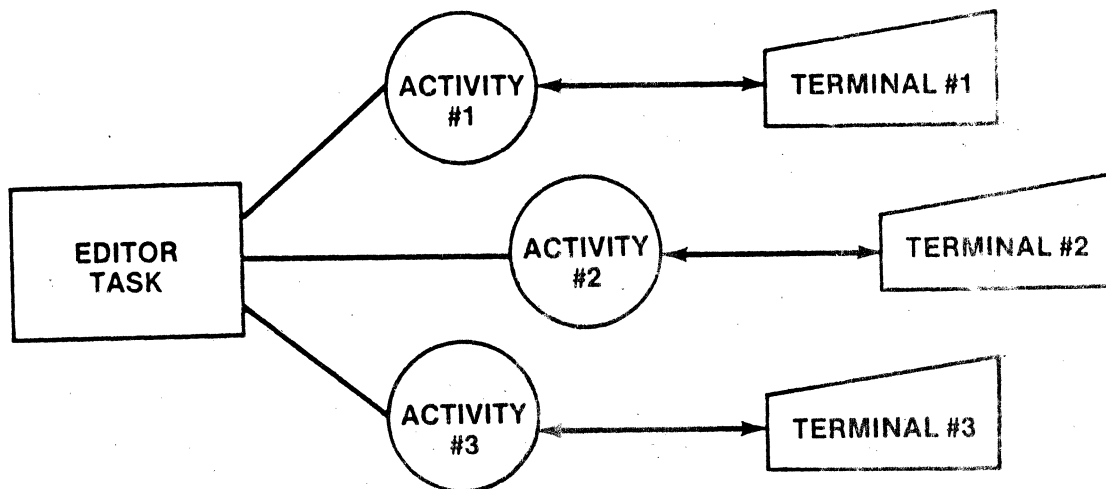 ACTIVITY
#1
TERMINAL #1
EDITOR
TASK
ACTIVITY
#2
TERMINAL #2
ACTIVITY
#3
TERMINAL #3